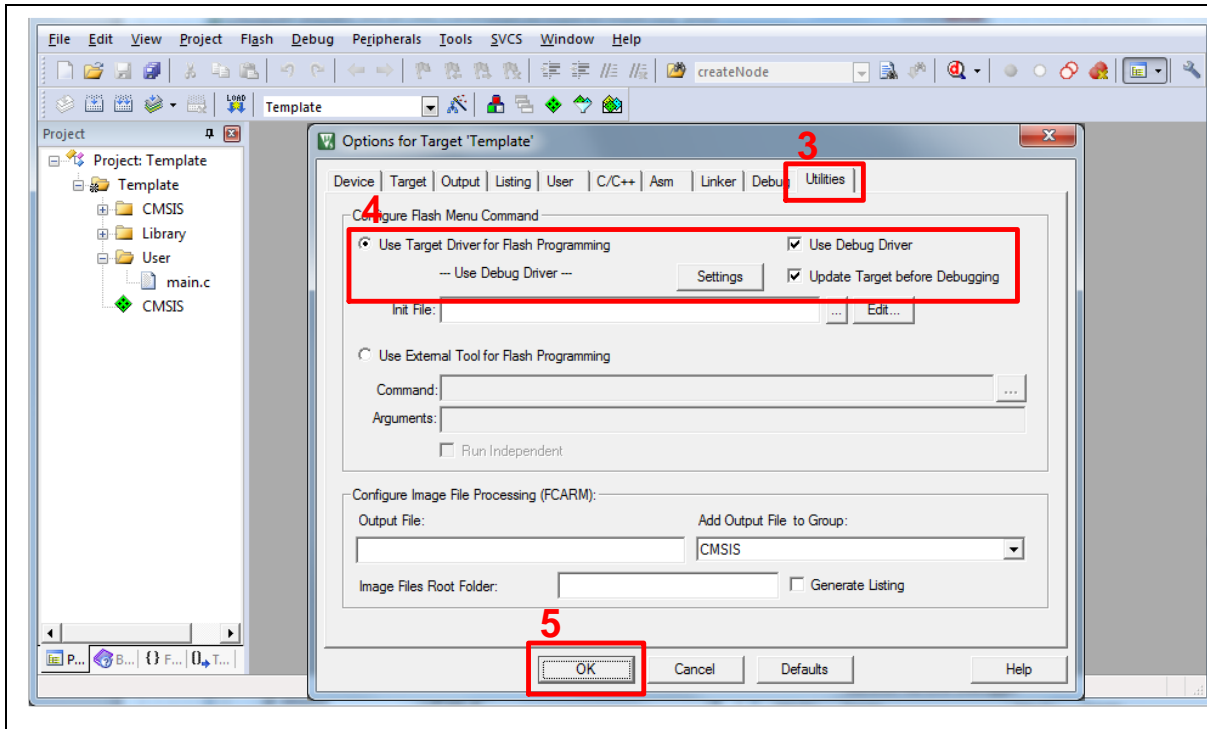 File Edit View Project Flash Debug Peripherals Tools SVCS Window Help
createNode
LOAD Template
Project
Project: Template
Template
CMSIS
Library
User
main.c
CMSIS
P... B... {} F... 0 T...
Options for Target 'Template'
3
Device Target Output Listing User C/C++ Asm Linker Debug Utilities
4
Configure Flash Menu Command
Use Target Driver for Flash Programming Use Debug Driver
--- Use Debug Driver --- Settings Update Target before Debugging
Init File: ... Edit...
Use External Tool for Flash Programming
Command: ...
Arguments:
Run Independent
Configure Image File Processing (FCARM):
Output File: Add Output File to Group:
CMSIS
Image Files Root Folder: Generate Listing
5
OK Cancel Defaults Help